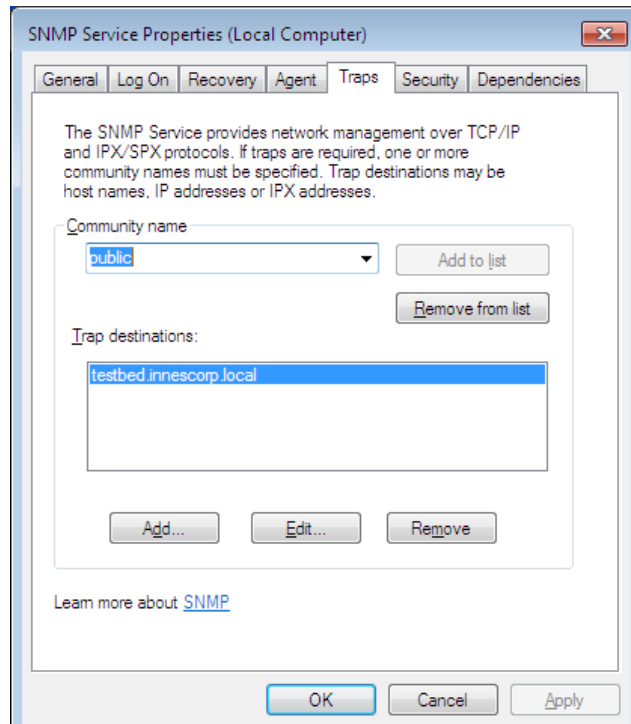 SNMP Service Properties (Local Computer)
General Log On Recovery Agent Traps Security Dependencies
The SNMP Service provides network management over TCP/IP
and IPX/SPX protocols. If traps are required, one or more
community names must be specified. Trap destinations may be
host names, IP addresses or IPX addresses.
Community name
public
Add to list
Remove from list
Trap destinations:
testbed.innescorp.local
Add... Edit... Remove
Learn more about SNMP
OK Cancel Apply